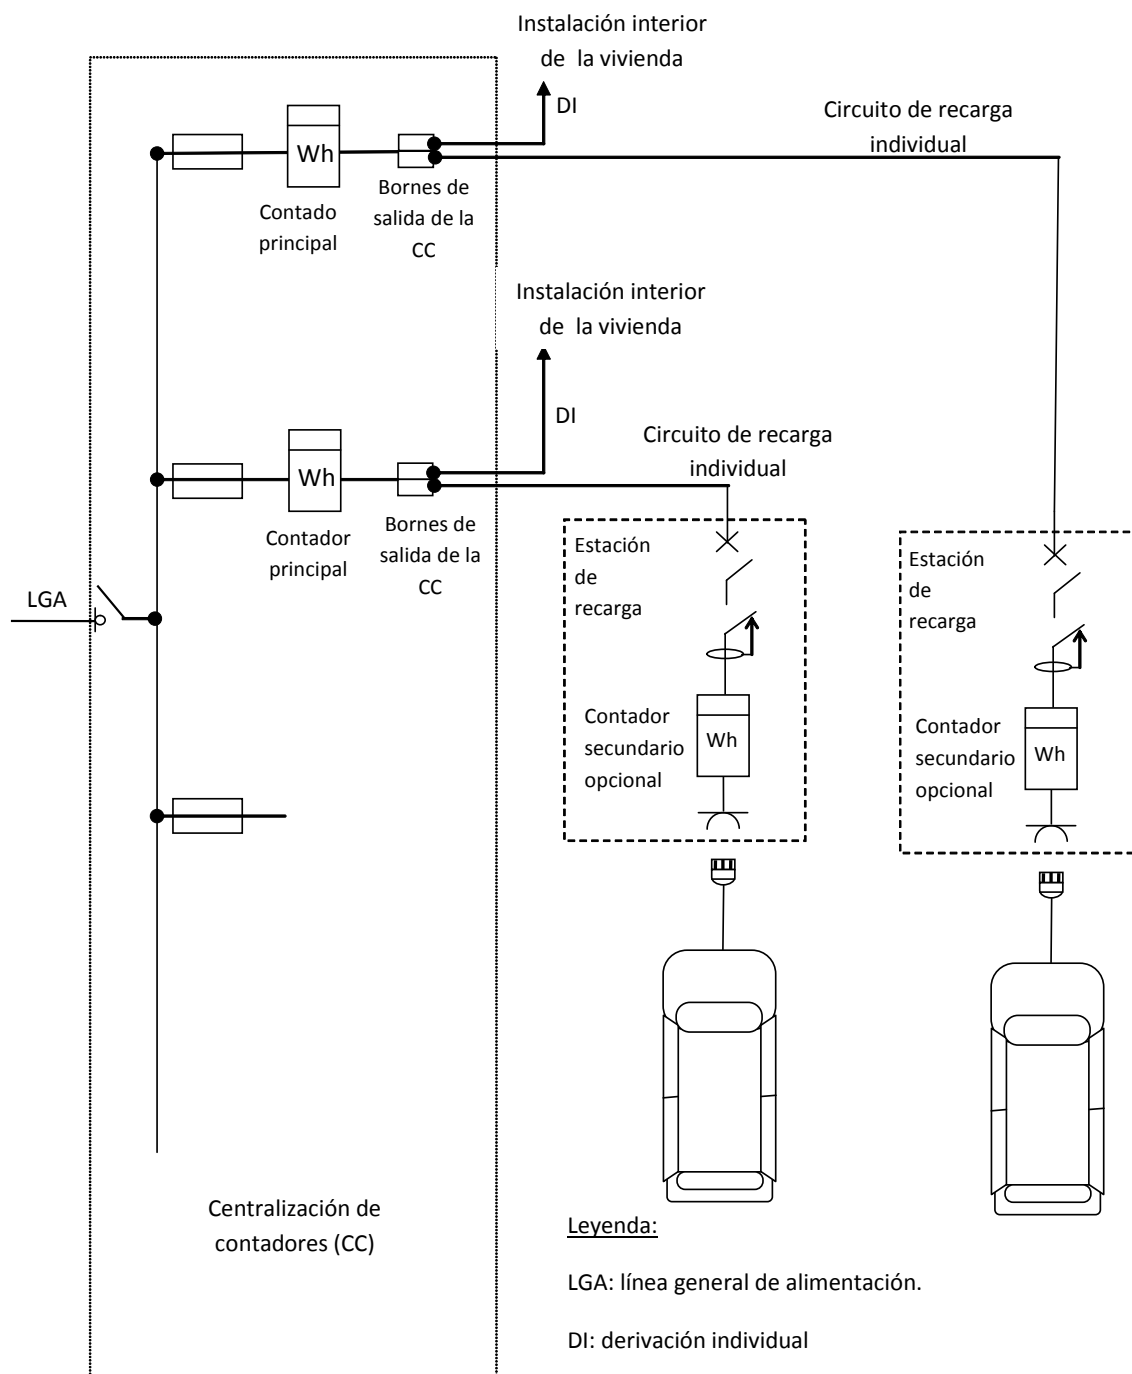 Instalación interior
de la vivienda
DI
Circuito de recarga
individual
Wh
Contado
principal
Bornes de
salida de la
CC
Instalación interior
de la vivienda
DI
Circuito de recarga
individual
Wh
Contador
principal
Bornes de
salida de la
CC
LGA
Estación
de
recarga
Contador
secundario
opcional
Wh
Estación
de
recarga
Contador
secundario
opcional
Wh
Centralización de
contadores (CC)
Leyenda:
LGA: línea general de alimentación.
DI: derivación individual